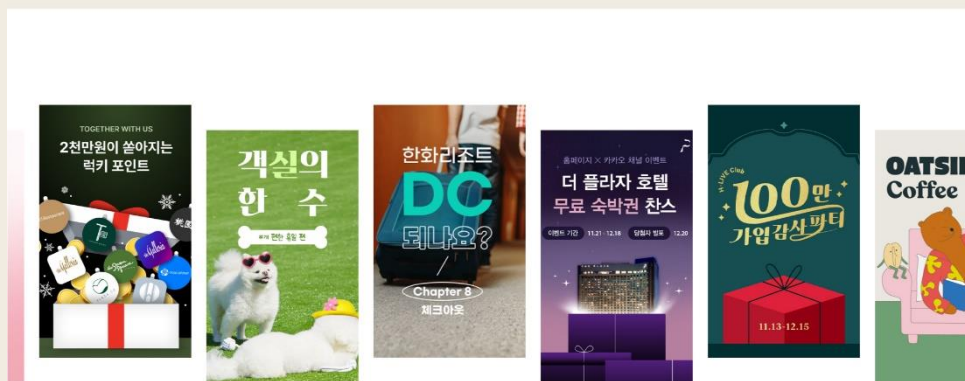 TOGETHER WITH US
2천만원이 쏟아지는
럭키 포인트
객실의
한 수
한화리조트
DC
되나요?
Chapter 8
체크아웃
홈페이지 X 카카오 채널 이벤트
더 플라자 호텔
무료 숙박권 찬스
이벤트 기간 11.21 - 12.18 당첨자 발표 12.20
H-LIVE Club
100만
가입감사파티
11.13-12.15
Coffee